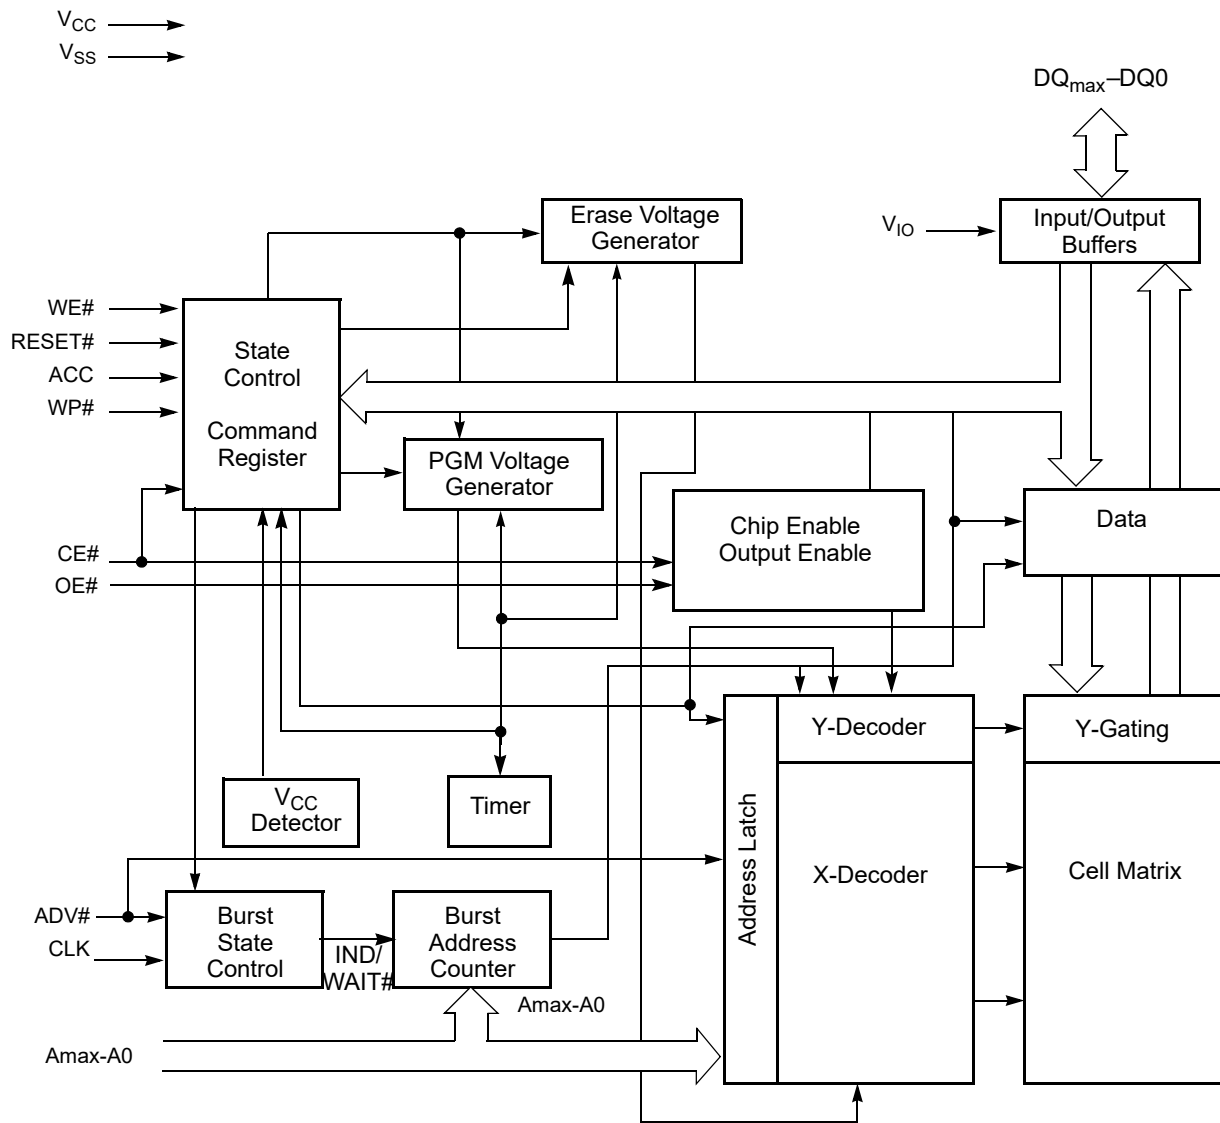 VCC
VSS
DQmax–DQ0
Erase Voltage
Generator
VIO
Input/Output
Buffers
WE#
RESET#
ACC
WP#
State
Control
Command
Register
PGM Voltage
Generator
Chip Enable
Output Enable
Data
CE#
OE#
Y-Decoder
Y-Gating
VCC
Detector
Timer
Address Latch
X-Decoder
Cell Matrix
ADV#
CLK
Burst
State
Control
IND/
WAIT#
Burst
Address
Counter
Amax-A0
Amax-A0